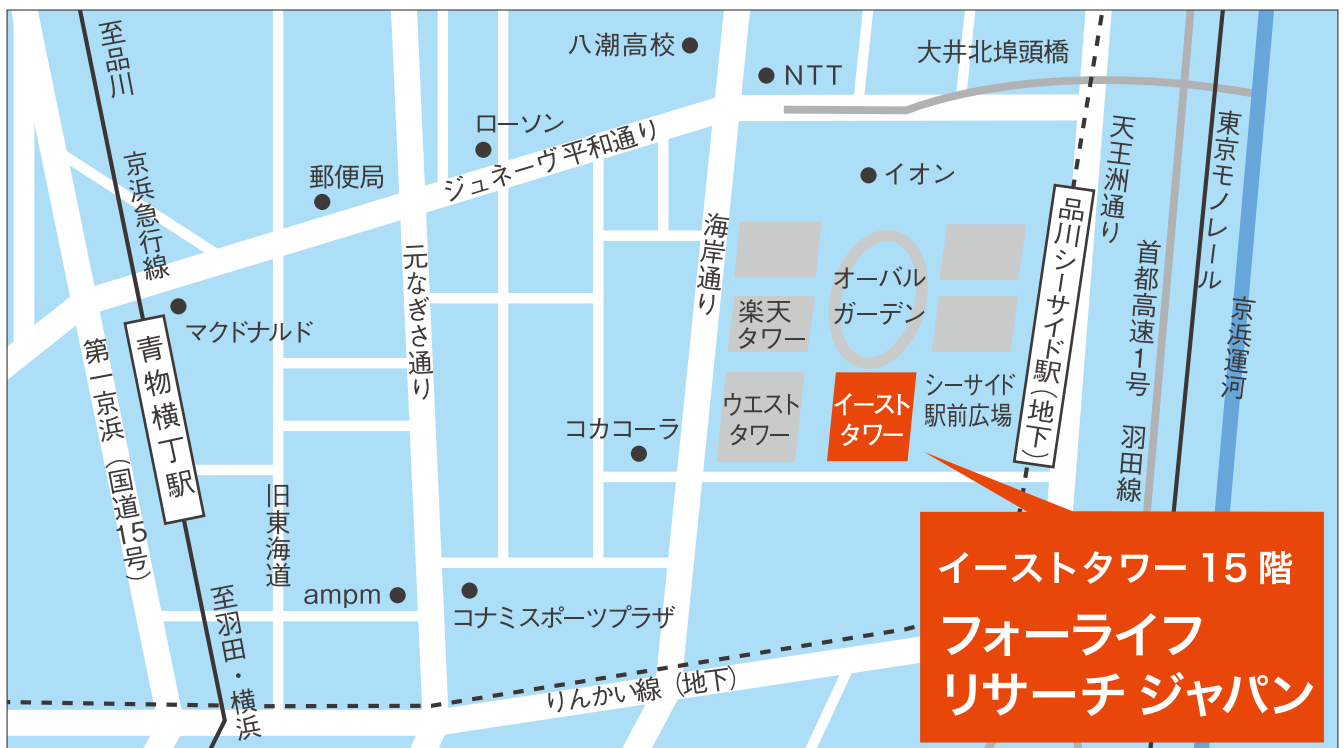 至品川
京浜急行線
八潮高校
NTT
大井北埠頭橋
ローソン
ジュネーヴ平和通り
郵便局
イオン
天王洲通り
東京モノレール
品川シーサイド駅(地下)
首都高速1号 羽田線
京浜運河
海岸通り
元なぎさ通り
オーバル
ガーデン
楽天
タワー
マクドナルド
青物横丁駅
第一京浜(国道15号)
ウエスト
タワー
イースト
タワー
シーサイド
駅前広場
コカコーラ
旧東海道
至羽田・横浜
ampm
コナミスポーツプラザ
りんかい線(地下)
イーストタワー 15 階
フォーライフ
リサーチ ジャパン